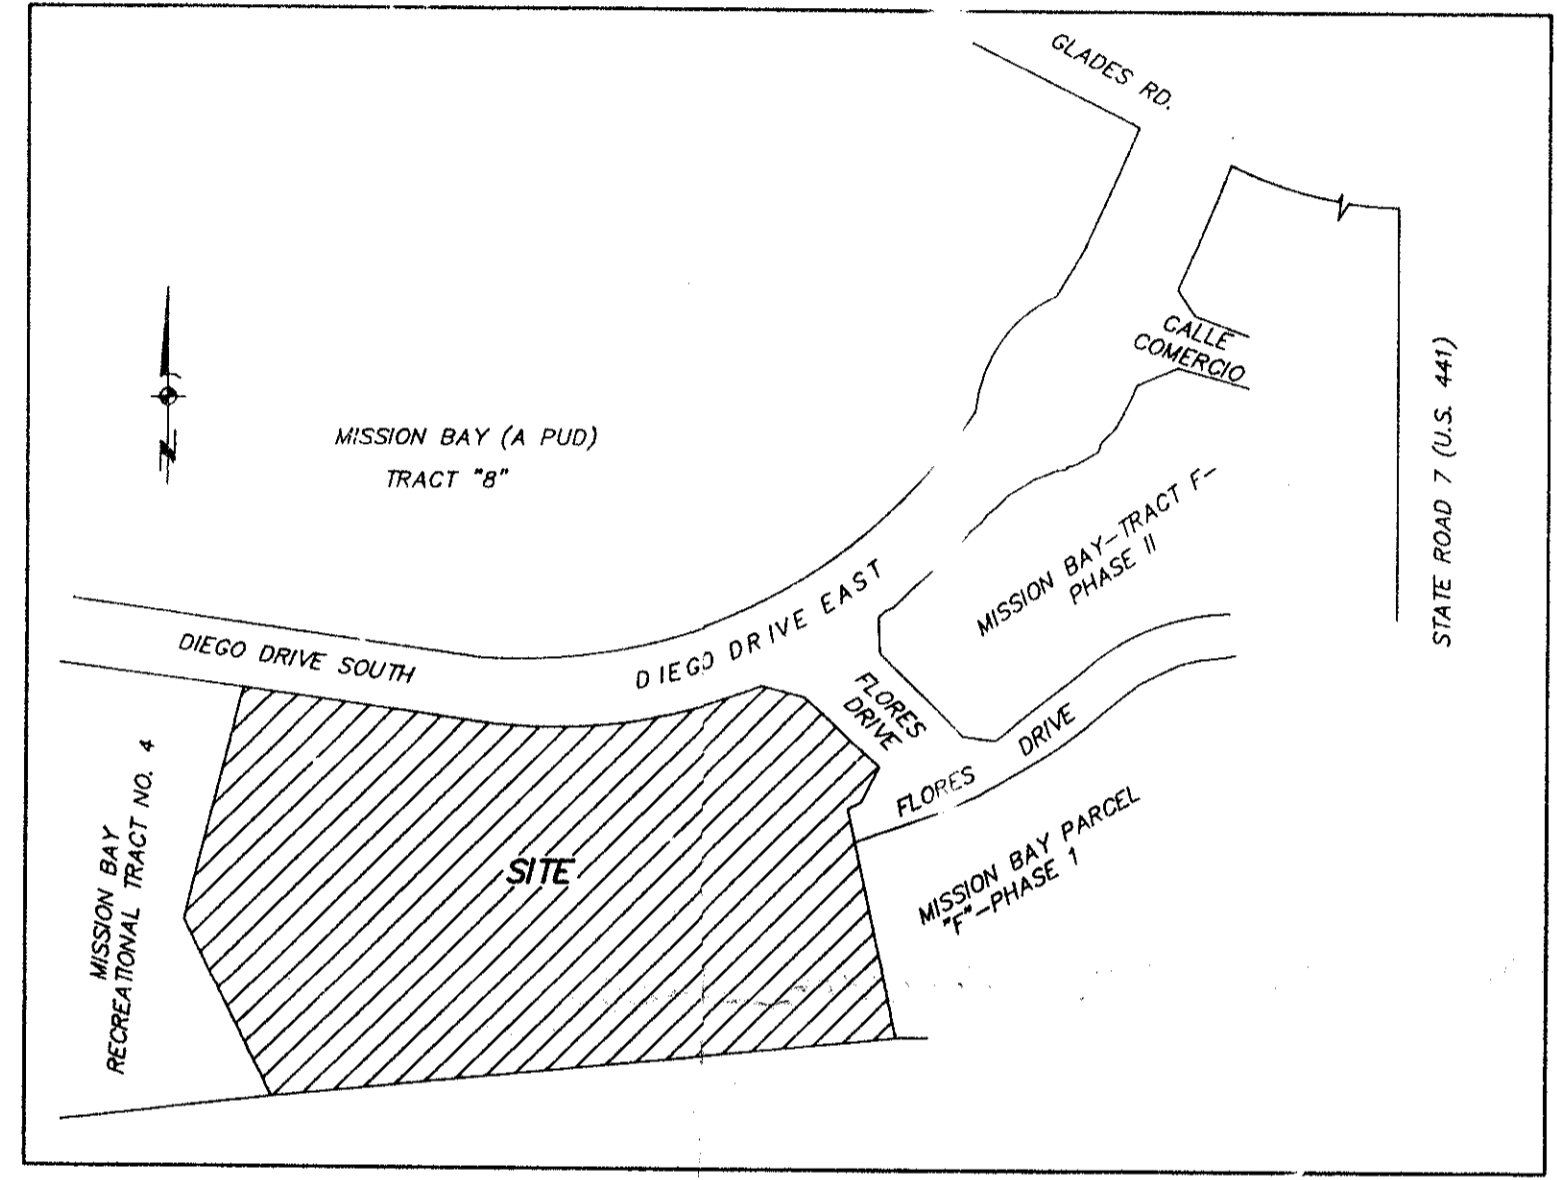 GLADES RD.
CALLE
COMERCIO
STATE ROAD 7 (U.S. 441)
MISSION BAY (A PUD)
TRACT "8"
MISSION BAY-TRACT F-
PHASE II
DIEGO DRIVE EAST
DIEGO DRIVE SOUTH
FLORES
DRIVE
FLORES DRIVE
MISSION BAY
RECREATIONAL TRACT NO. 4
SITE
MISSION BAY PARCEL
"F"-PHASE 1
N